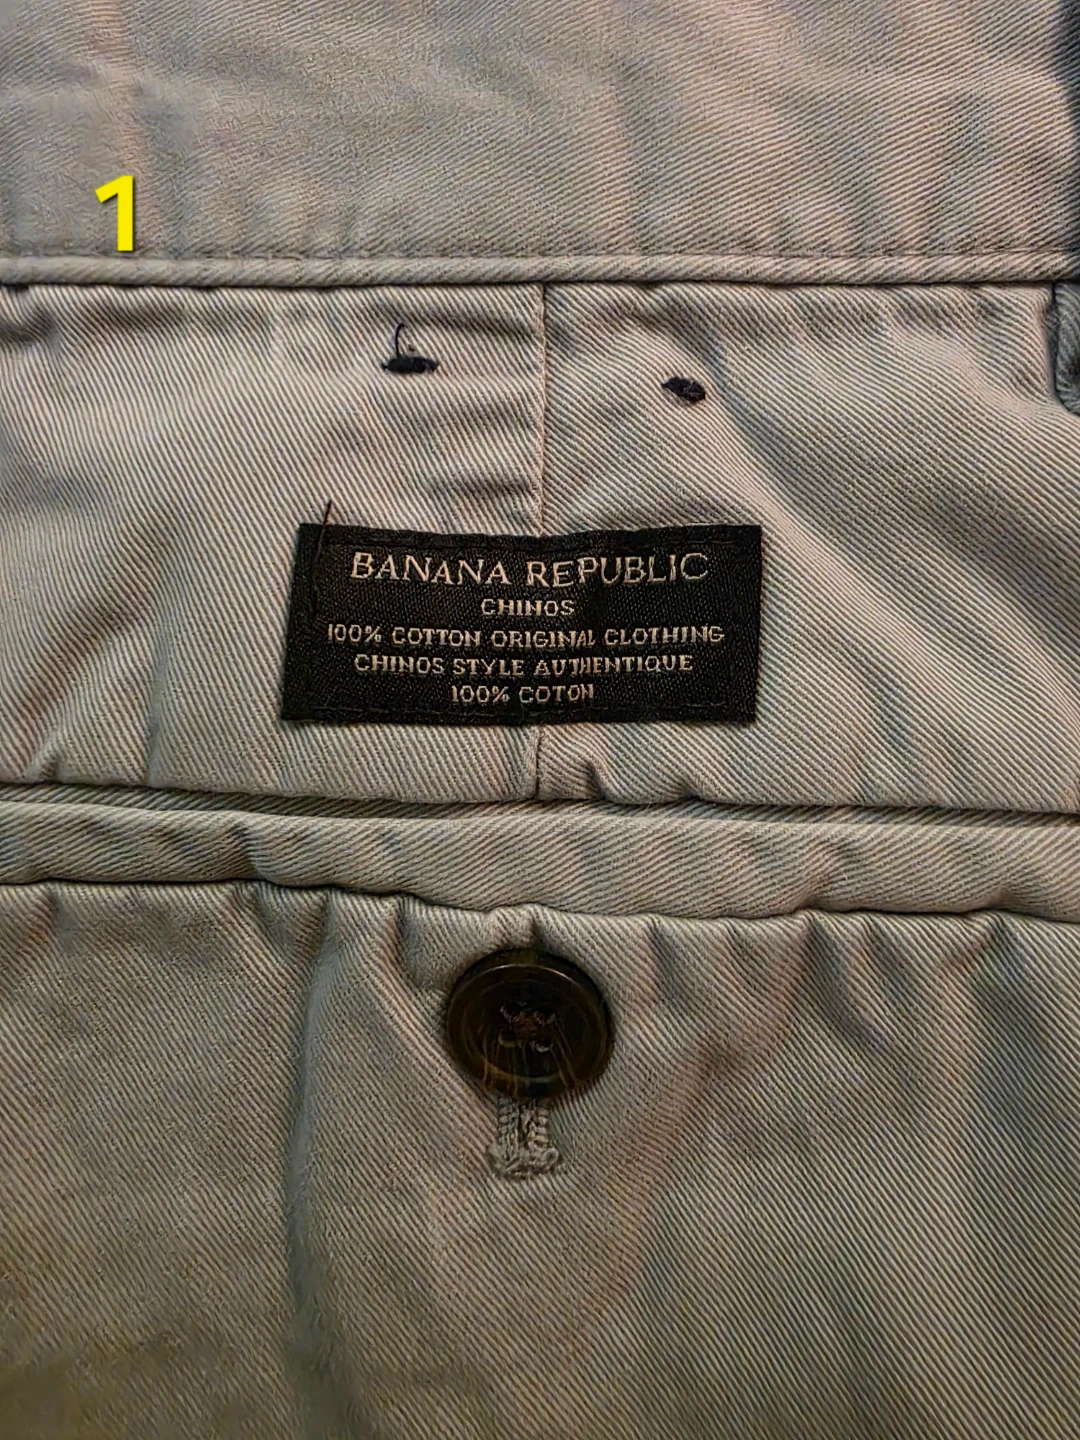 1
BANANA REPUBLIC
CHINOS
100% COTTON ORIGINAL CLOTHING
CHINOS STYLE AUTHENTIQUE
100% COTON